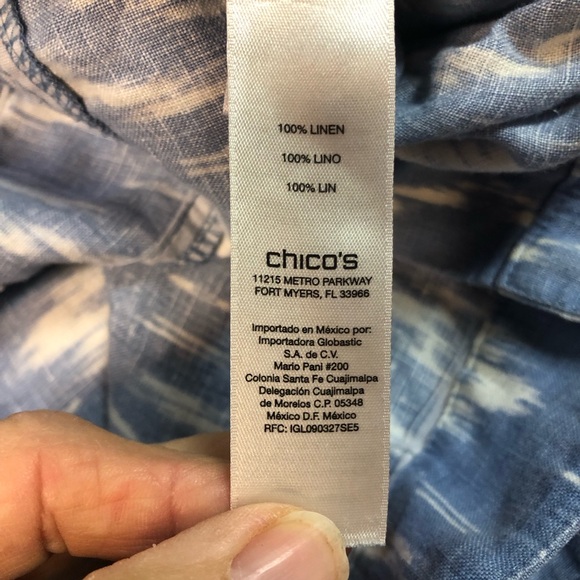 100% LINEN
100% LINO
100% LIN
chico's
11215 METRO PARKWAY
FORT MYERS, FL 33966
Importado en México por:
Importadora Globastic
S.A. de C.V.
Mario Pani #200
Colonia Santa Fe Cuajimalpa
Delegación Cuajimalpa
de Morelos C.P. 05348
México D.F. México
RFC: IGL090327SE5